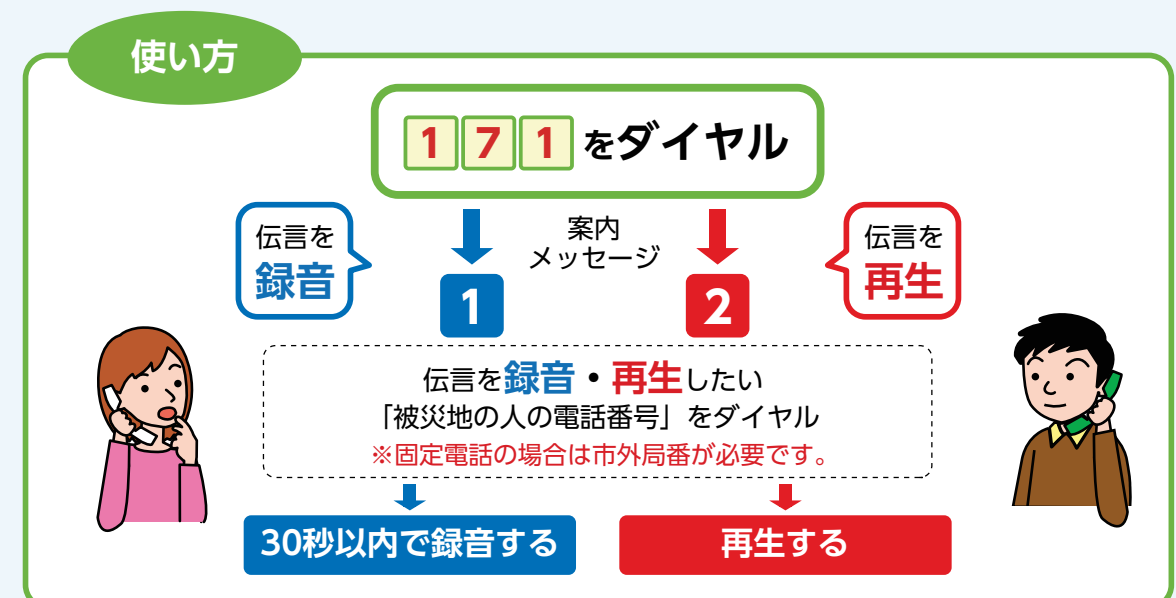 使い方
171をダイヤル
伝言を
録音
案内
メッセージ
伝言を
再生
1
2
伝言を録音・再生したい
「被災地の人の電話番号」をダイヤル
※固定電話の場合は市外局番が必要です。
30秒以内で録音する
再生する